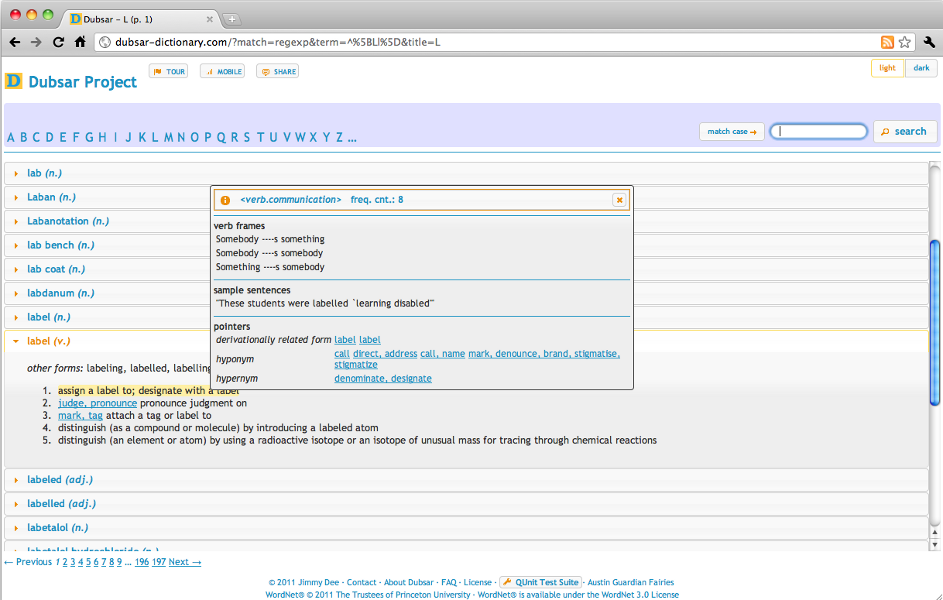 Dubsar – L (p. 1)
dubsar-dictionary.com/?match=regexp&term=^%5BLl%5D&title=L
D Dubsar Project
TOUR
MOBILE
SHARE
light
dark
A B C D E F G H I J K L M N O P Q R S T U V W X Y Z ...
match case →
search
lab (n.)
Laban (n.)
Labanotation (n.)
lab bench (n.)
lab coat (n.)
labdanum (n.)
label (n.)
label (v.)
<verb.communication> freq. cnt.: 8
verb frames
Somebody ----s something
Somebody ----s somebody
Something ----s somebody
sample sentences
"These students were labelled `learning disabled'"
pointers
derivationally related form label label
hyponym call direct, address call, name mark, denounce, brand, stigmatise,
stigmatize
hypernym denominate, designate
other forms: labeling, labelled, labelling
1. assign a label to; designate with a label
2. judge, pronounce pronounce judgment on
3. mark, tag attach a tag or label to
4. distinguish (as a compound or molecule) by introducing a labeled atom
5. distinguish (an element or atom) by using a radioactive isotope or an isotope of unusual mass for tracing through chemical reactions
labeled (adj.)
labelled (adj.)
labetalol (n.)
labetalol hydrochloride (n.)
← Previous 1 2 3 4 5 6 7 8 9 ... 196 197 Next →
© 2011 Jimmy Dee · Contact · About Dubsar · FAQ · License · QUnit Test Suite · Austin Guardian Fairies
WordNet® © 2011 The Trustees of Princeton University · WordNet® is available under the WordNet 3.0 License